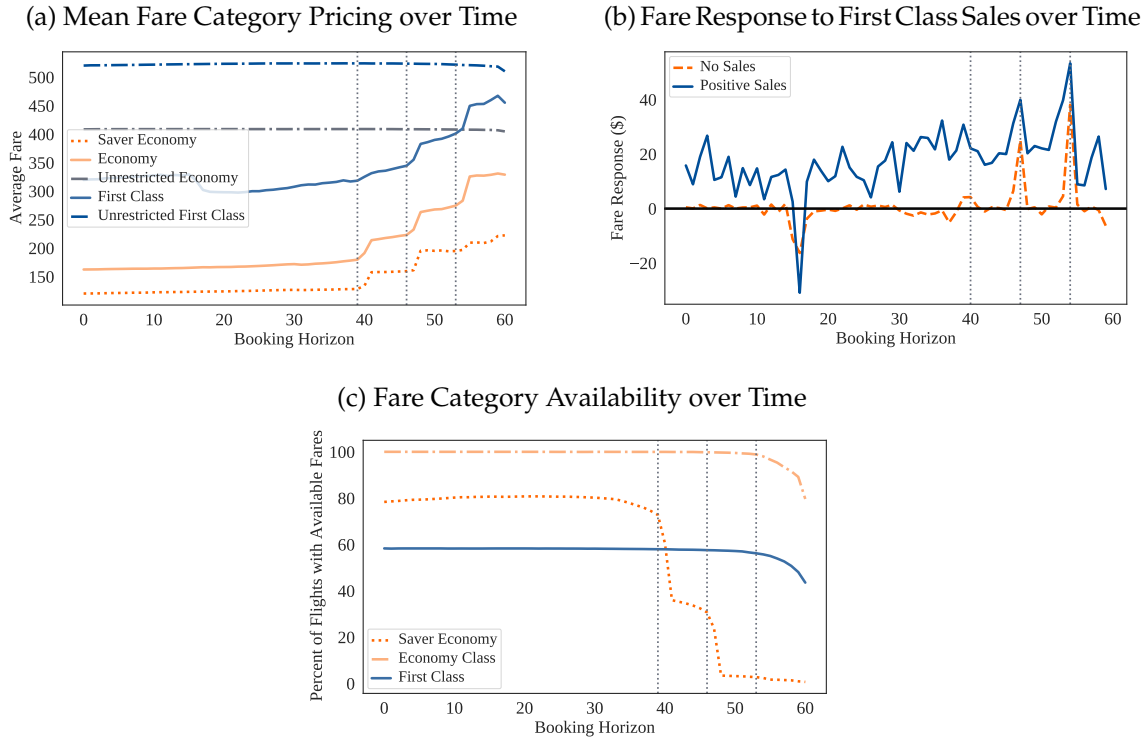 (a) Mean Fare Category Pricing over Time
500
450
400
350
300
250
200
150
Average Fare
Saver Economy
Economy
Unrestricted Economy
First Class
Unrestricted First Class
0 10 20 30 40 50 60
Booking Horizon
(b) Fare Response to First Class Sales over Time
No Sales
Positive Sales
40
20
0
−20
Fare Response ($)
0 10 20 30 40 50 60
Booking Horizon
(c) Fare Category Availability over Time
100
80
60
40
20
0
Percent of Flights with Available Fares
Saver Economy
Economy Class
First Class
0 10 20 30 40 50 60
Booking Horizon